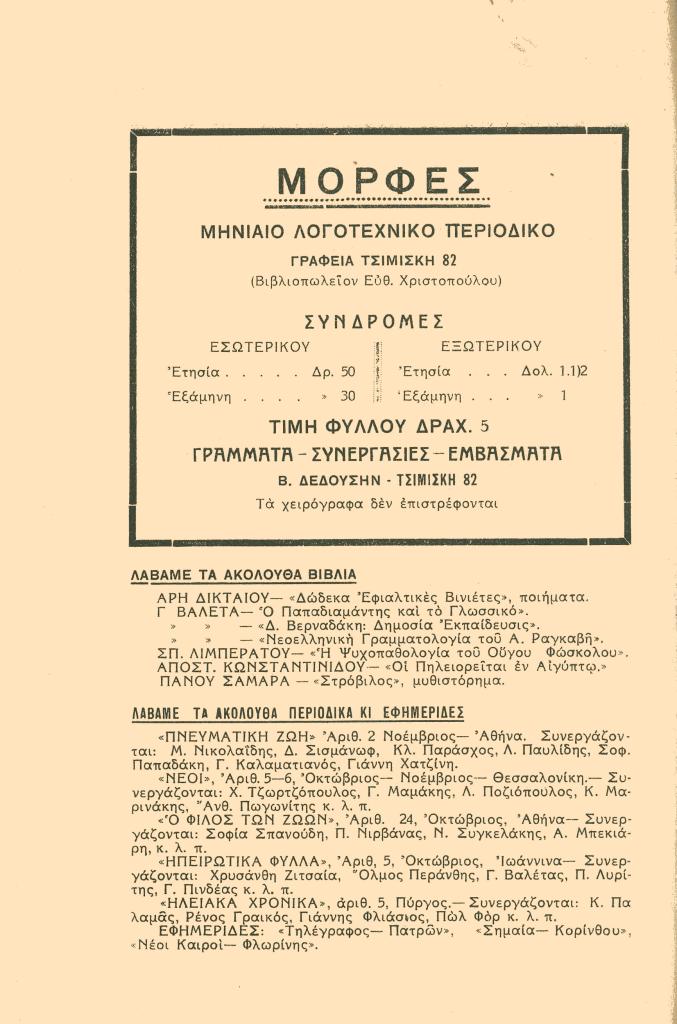 ΜΟΡΦΕΣ
ΜΗΝΙΑΙΟ ΛΟΓΟΤΕΧΝΙΚΟ ΠΕΡΙΟΔΙΚΟ
ΓΡΑΦΕΙΑ ΤΣΙΜΙΣΚΗ 82
(Βιβλιοπωλεῖον Εὐθ. Χριστοπούλου)
ΣΥΝΔΡΟΜΕΣ
ΕΣΩΤΕΡΙΚΟΥ
Ἐτησία . . . . . Δρ. 50
Ἑξάμηνη . . . . » 30
ΕΞΩΤΕΡΙΚΟΥ
Ἐτησία . . . Δολ. 1.1)2
Ἑξάμηνη . . . » 1
ΤΙΜΗ ΦΥΛΛΟΥ ΔΡΑΧ. 5
ΓΡΑΜΜΑΤΑ – ΣΥΝΕΡΓΑΣΙΕΣ – ΕΜΒΑΣΜΑΤΑ
Β. ΔΕΔΟΥΣΗΝ - ΤΣΙΜΙΣΚΗ 82
Τὰ χειρόγραφα δὲν ἐπιστρέφονται
ΛΑΒΑΜΕ ΤΑ ΑΚΟΛΟΥΘΑ ΒΙΒΛΙΑ
ΑΡΗ ΔΙΚΤΑΙΟΥ— «Δώδεκα Ἐφιαλτικὲς Βινιέτες», ποιήματα.
Γ ΒΑΛΕΤΑ— Ὁ Παπαδιαμάντης καὶ τὸ Γλωσσικό».
» » — «Δ. Βερναδάκη: Δημοσία Ἐκπαίδευσις».
» » — «Νεοελληνικὴ Γραμματολογία τοῦ Α. Ραγκαβῆ».
ΣΠ. ΛΙΜΠΕΡΑΤΟΥ— «Ἡ Ψυχοπαθολογία τοῦ Οὔγου Φώσκολου».
ΑΠΟΣΤ. ΚΩΝΣΤΑΝΤΙΝΙΔΟΥ— «Οἱ Πηλειορεῖται ἐν Αἰγύπτῳ.»
ΠΑΝΟΥ ΣΑΜΑΡΑ — «Στρόβιλος», μυθιστόρημα.
ΛΑΒΑΜΕ ΤΑ ΑΚΟΛΟΥΘΑ ΠΕΡΙΟΔΙΚΑ ΚΙ ΕΦΗΜΕΡΙΔΕΣ
«ΠΝΕΥΜΑΤΙΚΗ ΖΩΗ» Ἀριθ. 2 Νοέμβριος— Ἀθήνα. Συνεργάζον-
ται: Μ. Νικολαΐδης, Δ. Σισμάνωφ, Κλ. Παράσχος, Λ. Παυλίδης, Σοφ.
Παπαδάκη, Γ. Καλαματιανός, Γιάννη Χατζίνη.
«ΝΕΟΙ», Ἀριθ. 5—6, Ὀκτώβριος— Νοέμβριος— Θεσσαλονίκη.— Συ-
νεργάζονται: Χ. Τζωρτζόπουλος, Γ. Μαμάκης, Λ. Ποζιόπουλος, Κ. Μα-
ρινάκης, Ἄνθ. Πωγωνίτης κ. λ. π.
«Ὁ ΦΙΛΟΣ ΤΩΝ ΖΩΩΝ», Ἀριθ. 24, Ὀκτώβριος, Ἀθήνα— Συνερ-
γάζονται: Σοφία Σπανούδη, Π. Νιρβάνας, Ν. Συγκελάκης, Α. Μπεκιά-
ρη, κ. λ. π.
«ΗΠΕΙΡΩΤΙΚΑ ΦΥΛΛΑ», Ἀριθ, 5, Ὀκτώβριος, Ἰωάννινα— Συνερ-
γάζονται: Χρυσάνθη Ζιτσαία, Ὄλμος Περάνθης, Γ. Βαλέτας, Π. Λυρί-
της, Γ. Πινδέας κ. λ. π.
«ΗΛΕΙΑΚΑ ΧΡΟΝΙΚΑ», ἀριθ. 5, Πύργος.— Συνεργάζονται: Κ. Πα
λαμᾶς, Ρένος Γραικός, Γιάννης Φλιάσιος, Πὼλ Φὸρ κ. λ. π.
ΕΦΗΜΕΡΙΔΕΣ: «Τηλέγραφος— Πατρῶν», «Σημαία— Κορίνθου»,
«Νέοι Καιροὶ— Φλωρίνης».